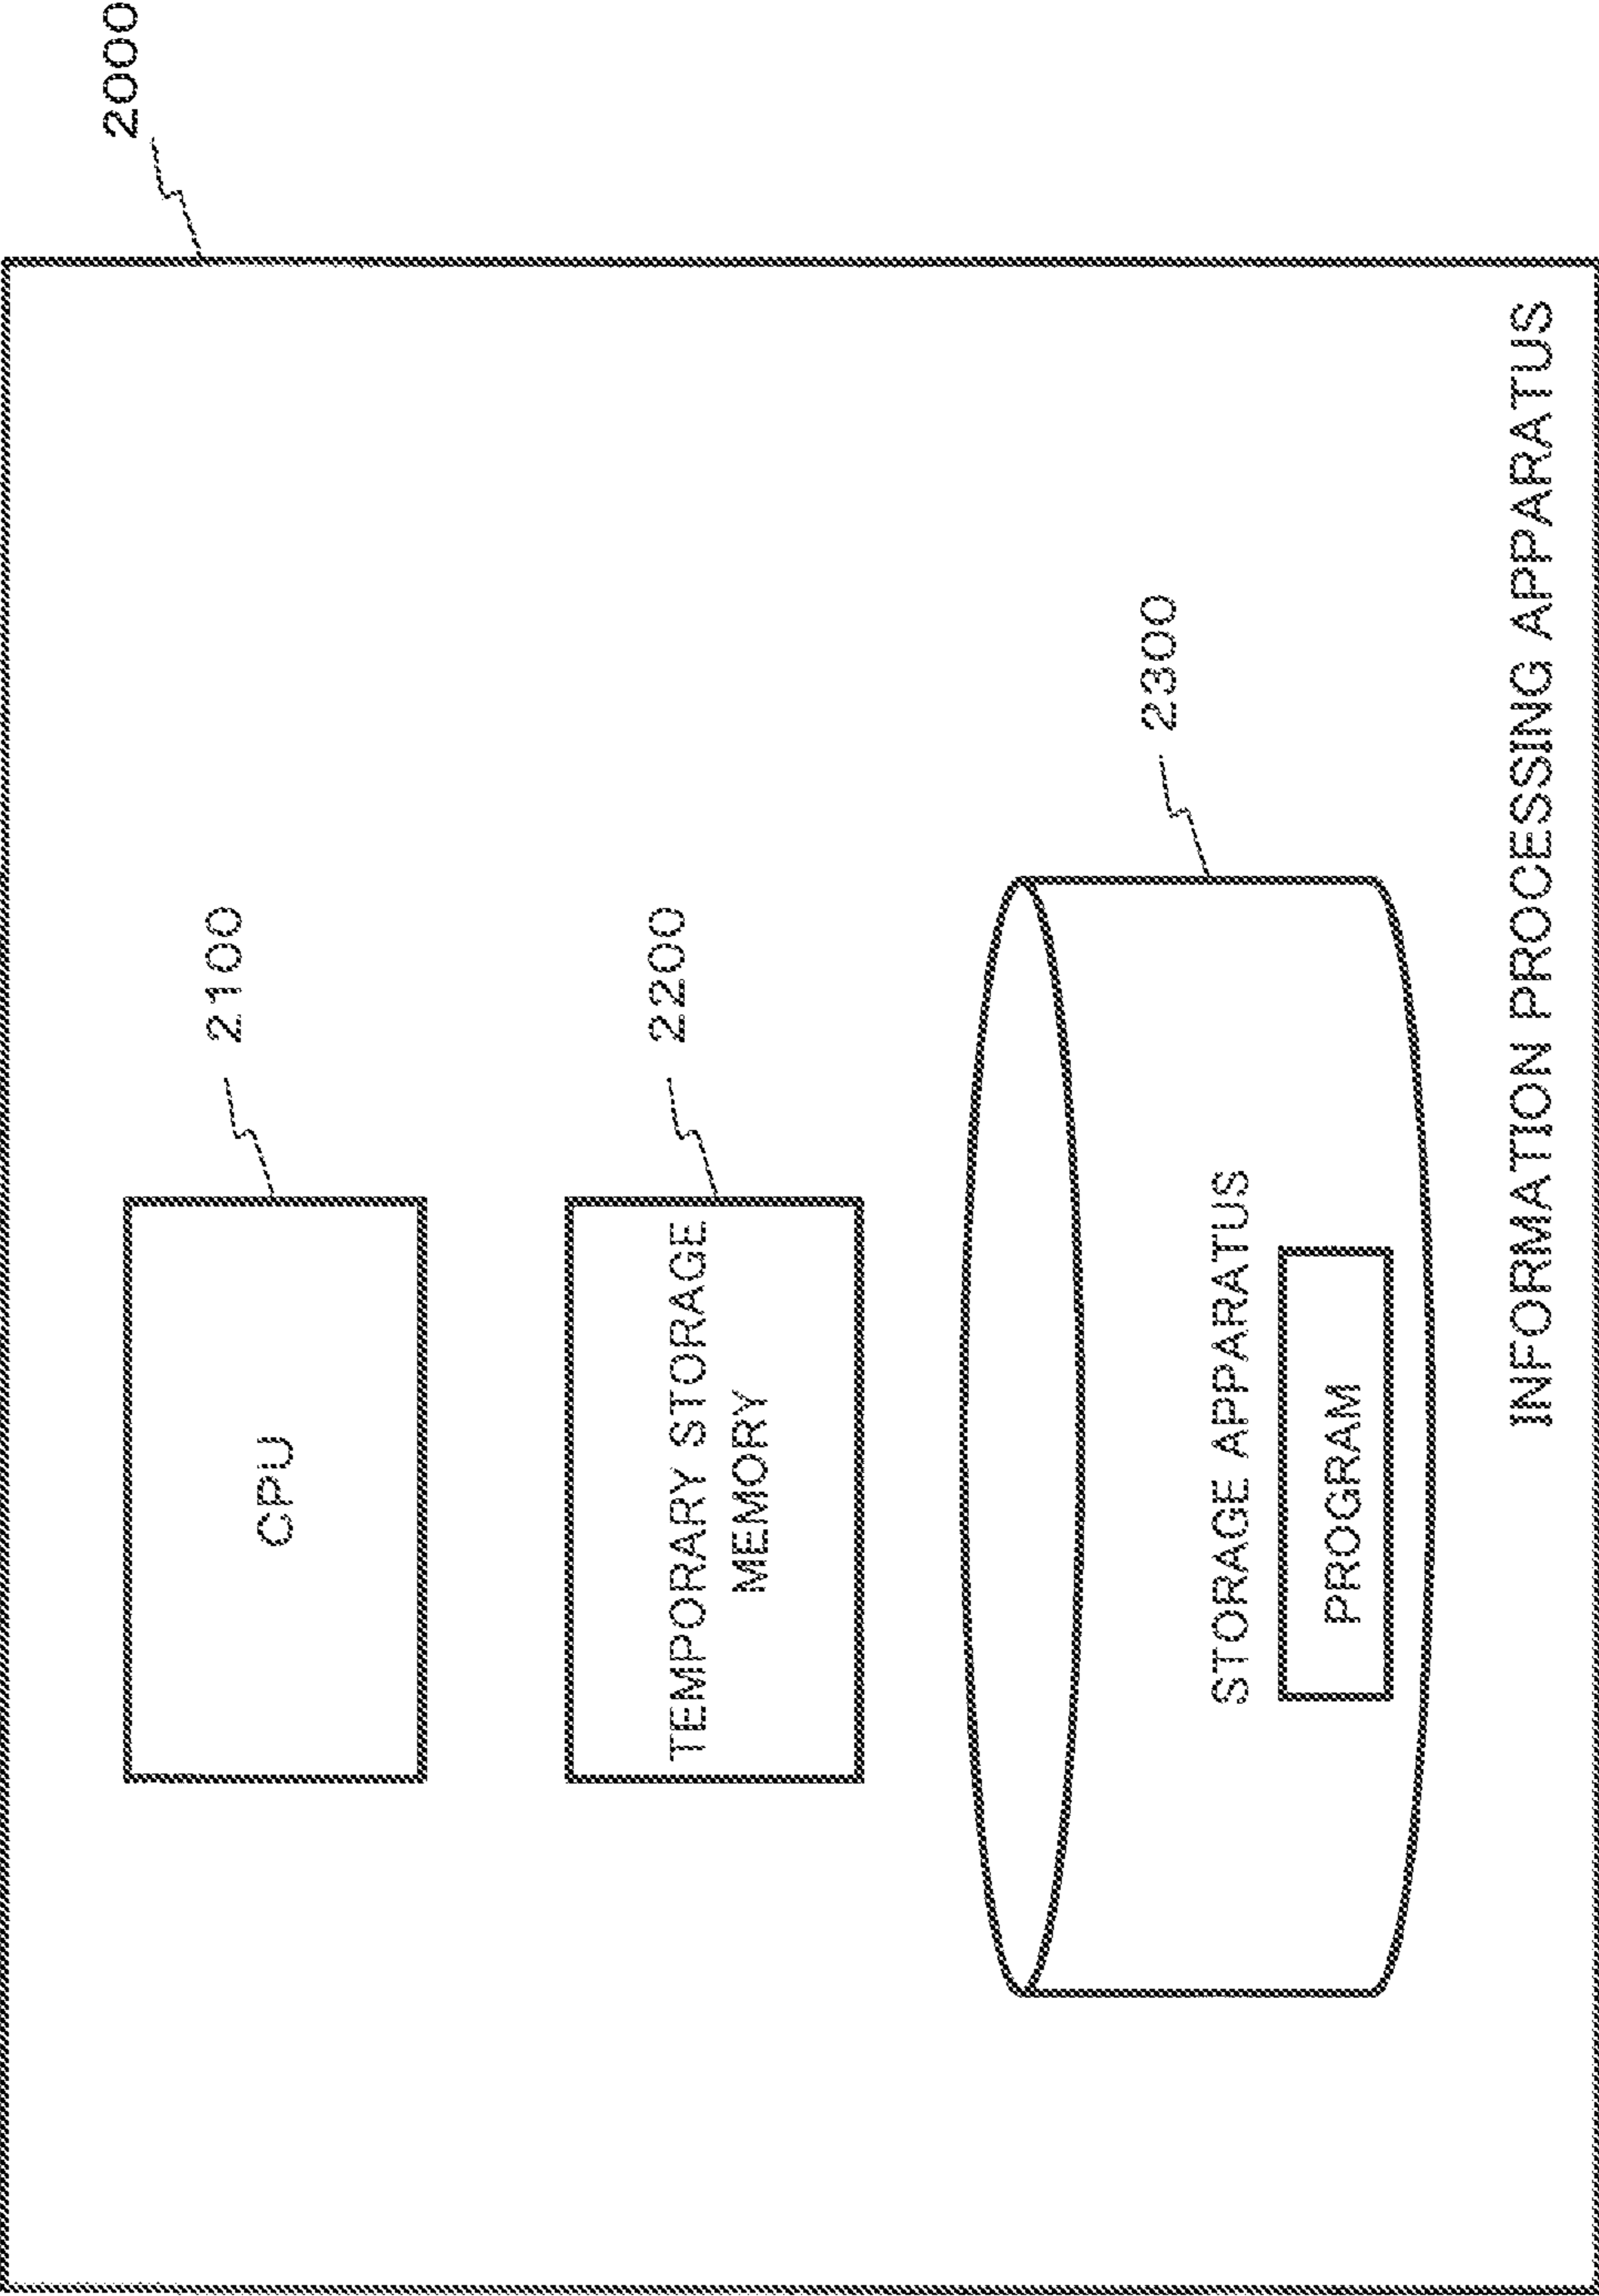 2000
CPU
2100
TEMPORARY STORAGE
MEMORY
2200
2300
STORAGE APPARATUS
PROGRAM
INFORMATION PROCESSING APPARATUS